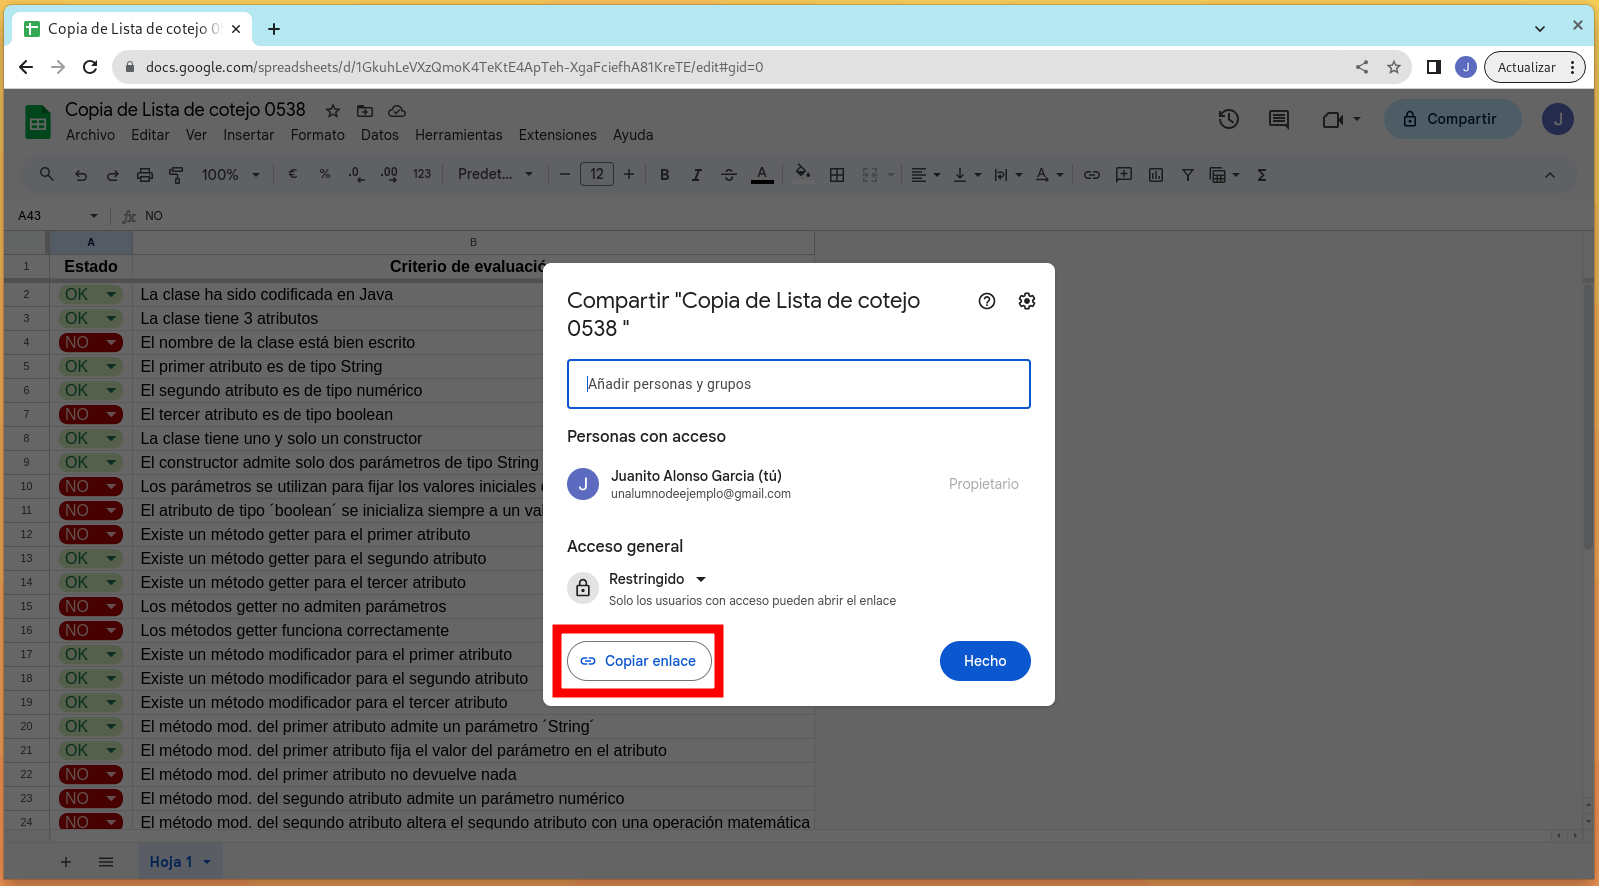 Copia de Lista de cotejo 05
docs.google.com/spreadsheets/d/1GkuhLeVXzQmoK4TeKtE4ApTeh-XgaFciefhA81KreTE/edit#gid=0
J
Actualizar
Copia de Lista de cotejo 0538
Archivo Editar Ver Insertar Formato Datos Herramientas Extensiones Ayuda
Compartir
J
100% € % .0 .00 123 Predet... 12 B I A
A43 fx NO
A B
1 Estado Criterio de evaluació
2 OK La clase ha sido codificada en Java
3 OK La clase tiene 3 atributos
4 NO El nombre de la clase está bien escrito
5 OK El primer atributo es de tipo String
6 OK El segundo atributo es de tipo numérico
7 NO El tercer atributo es de tipo boolean
8 OK La clase tiene uno y solo un constructor
9 OK El constructor admite solo dos parámetros de tipo String
10 NO Los parámetros se utilizan para fijar los valores iniciales
11 NO El atributo de tipo ´boolean´ se inicializa siempre a un va
12 NO Existe un método getter para el primer atributo
13 OK Existe un método getter para el segundo atributo
14 OK Existe un método getter para el tercer atributo
15 NO Los métodos getter no admiten parámetros
16 NO Los métodos getter funciona correctamente
17 OK Existe un método modificador para el primer atributo
18 OK Existe un método modificador para el segundo atributo
19 OK Existe un método modificador para el tercer atributo
20 OK El método mod. del primer atributo admite un parámetro ´String´
21 OK El método mod. del primer atributo fija el valor del parámetro en el atributo
22 NO El método mod. del primer atributo no devuelve nada
23 NO El método mod. del segundo atributo admite un parámetro numérico
24 NO El método mod. del segundo atributo altera el segundo atributo con una operación matemática
Hoja 1
Compartir "Copia de Lista de cotejo
0538 "
Añadir personas y grupos
Personas con acceso
J
Juanito Alonso Garcia (tú)
unalumnodeejemplo@gmail.com
Propietario
Acceso general
Restringido
Solo los usuarios con acceso pueden abrir el enlace
Copiar enlace
Hecho